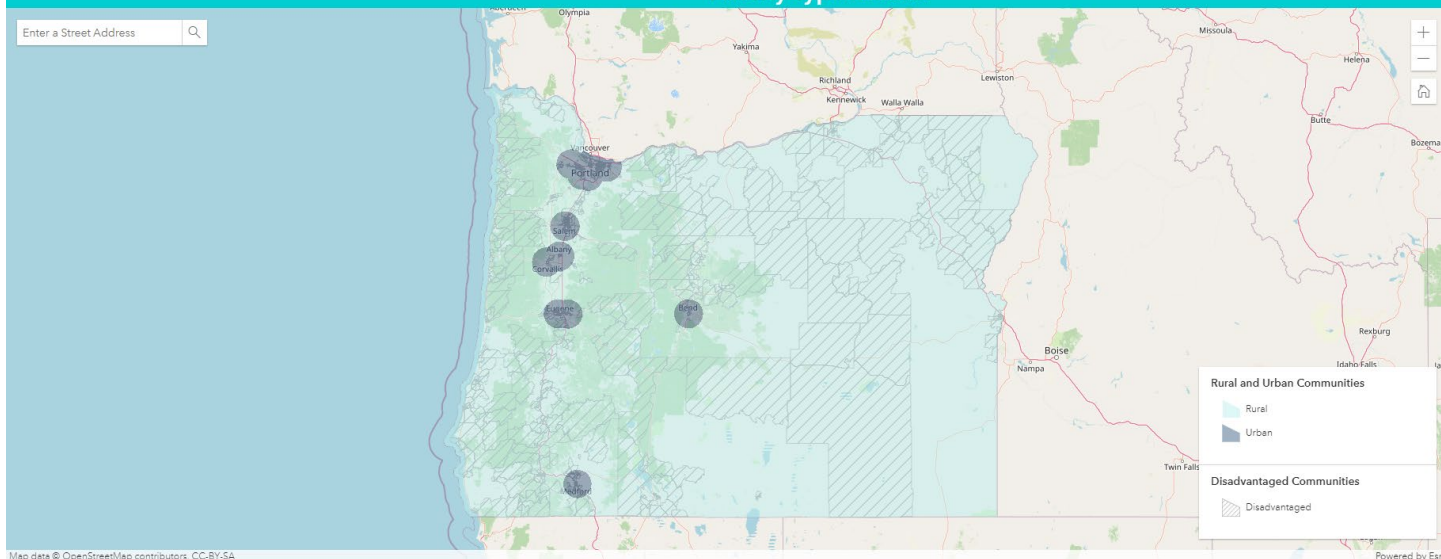 Enter a Street Address
Aberdeen
Olympia
Yakima
Richland
Kennewick
Walla Walla
Lewiston
Missoula
Helena
Butte
Bozema
Vancouver
Portland
Salem
Albany
Corvallis
Eugene
Bend
Medford
Boise
Nampa
Rexburg
Idaho Falls
Twin Falls
Rural and Urban Communities
Rural
Urban
Disadvantaged Communities
Disadvantaged
Map data © OpenStreetMap contributors, CC-BY-SA
Powered by Esri